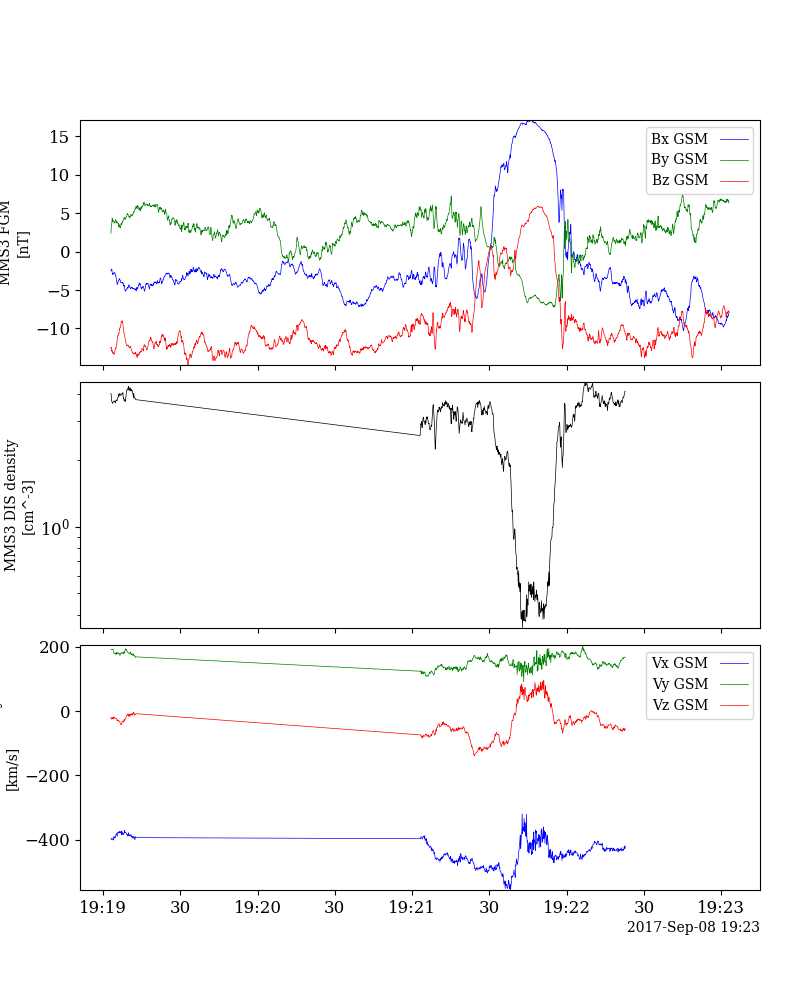 15
10
5
0
−5
−10
MMS3 FGM
[nT]
Bx GSM
By GSM
Bz GSM
10^0
MMS3 DIS density
[cm^-3]
200
0
−200
−400
[km/s]
Vx GSM
Vy GSM
Vz GSM
19:19 30 19:20 30 19:21 30 19:22 30 19:23
2017-Sep-08 19:23